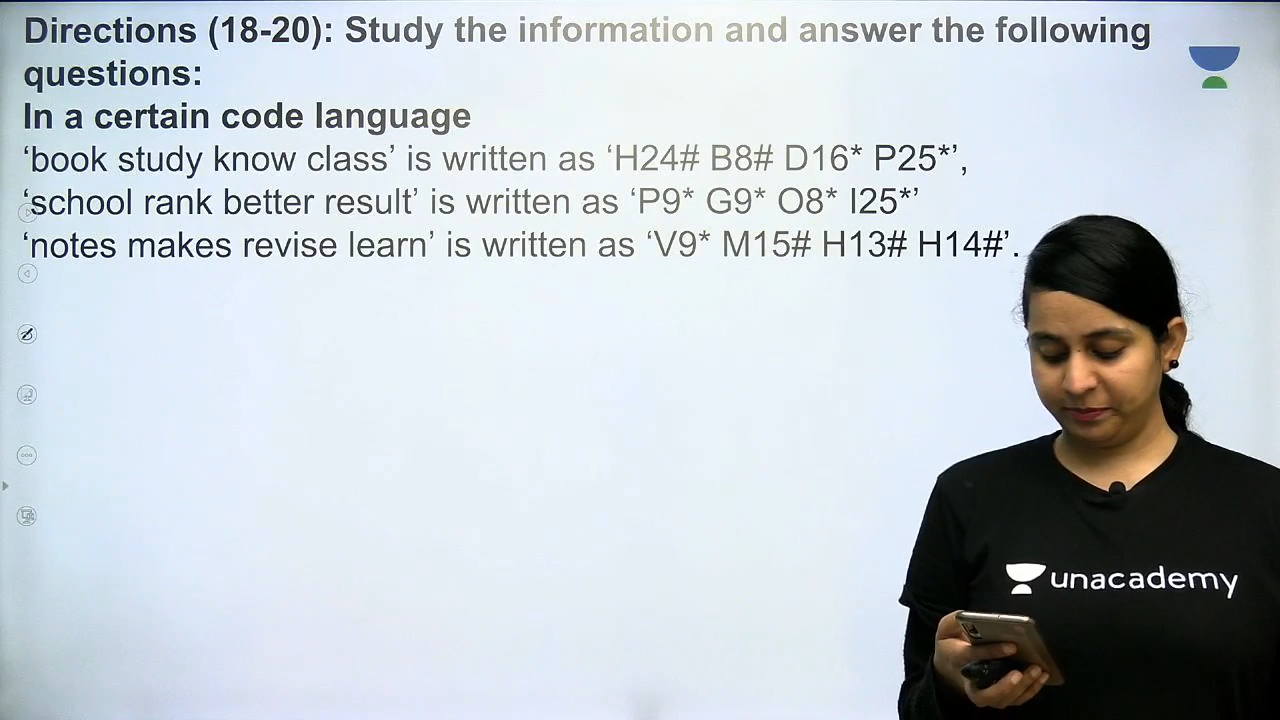 Directions (18-20): Study the information and answer the following
questions:
In a certain code language
‘book study know class’ is written as ‘H24# B8# D16* P25*’,
‘school rank better result’ is written as ‘P9* G9* O8* I25*’
‘notes makes revise learn’ is written as ‘V9* M15# H13# H14#’.
unacademy